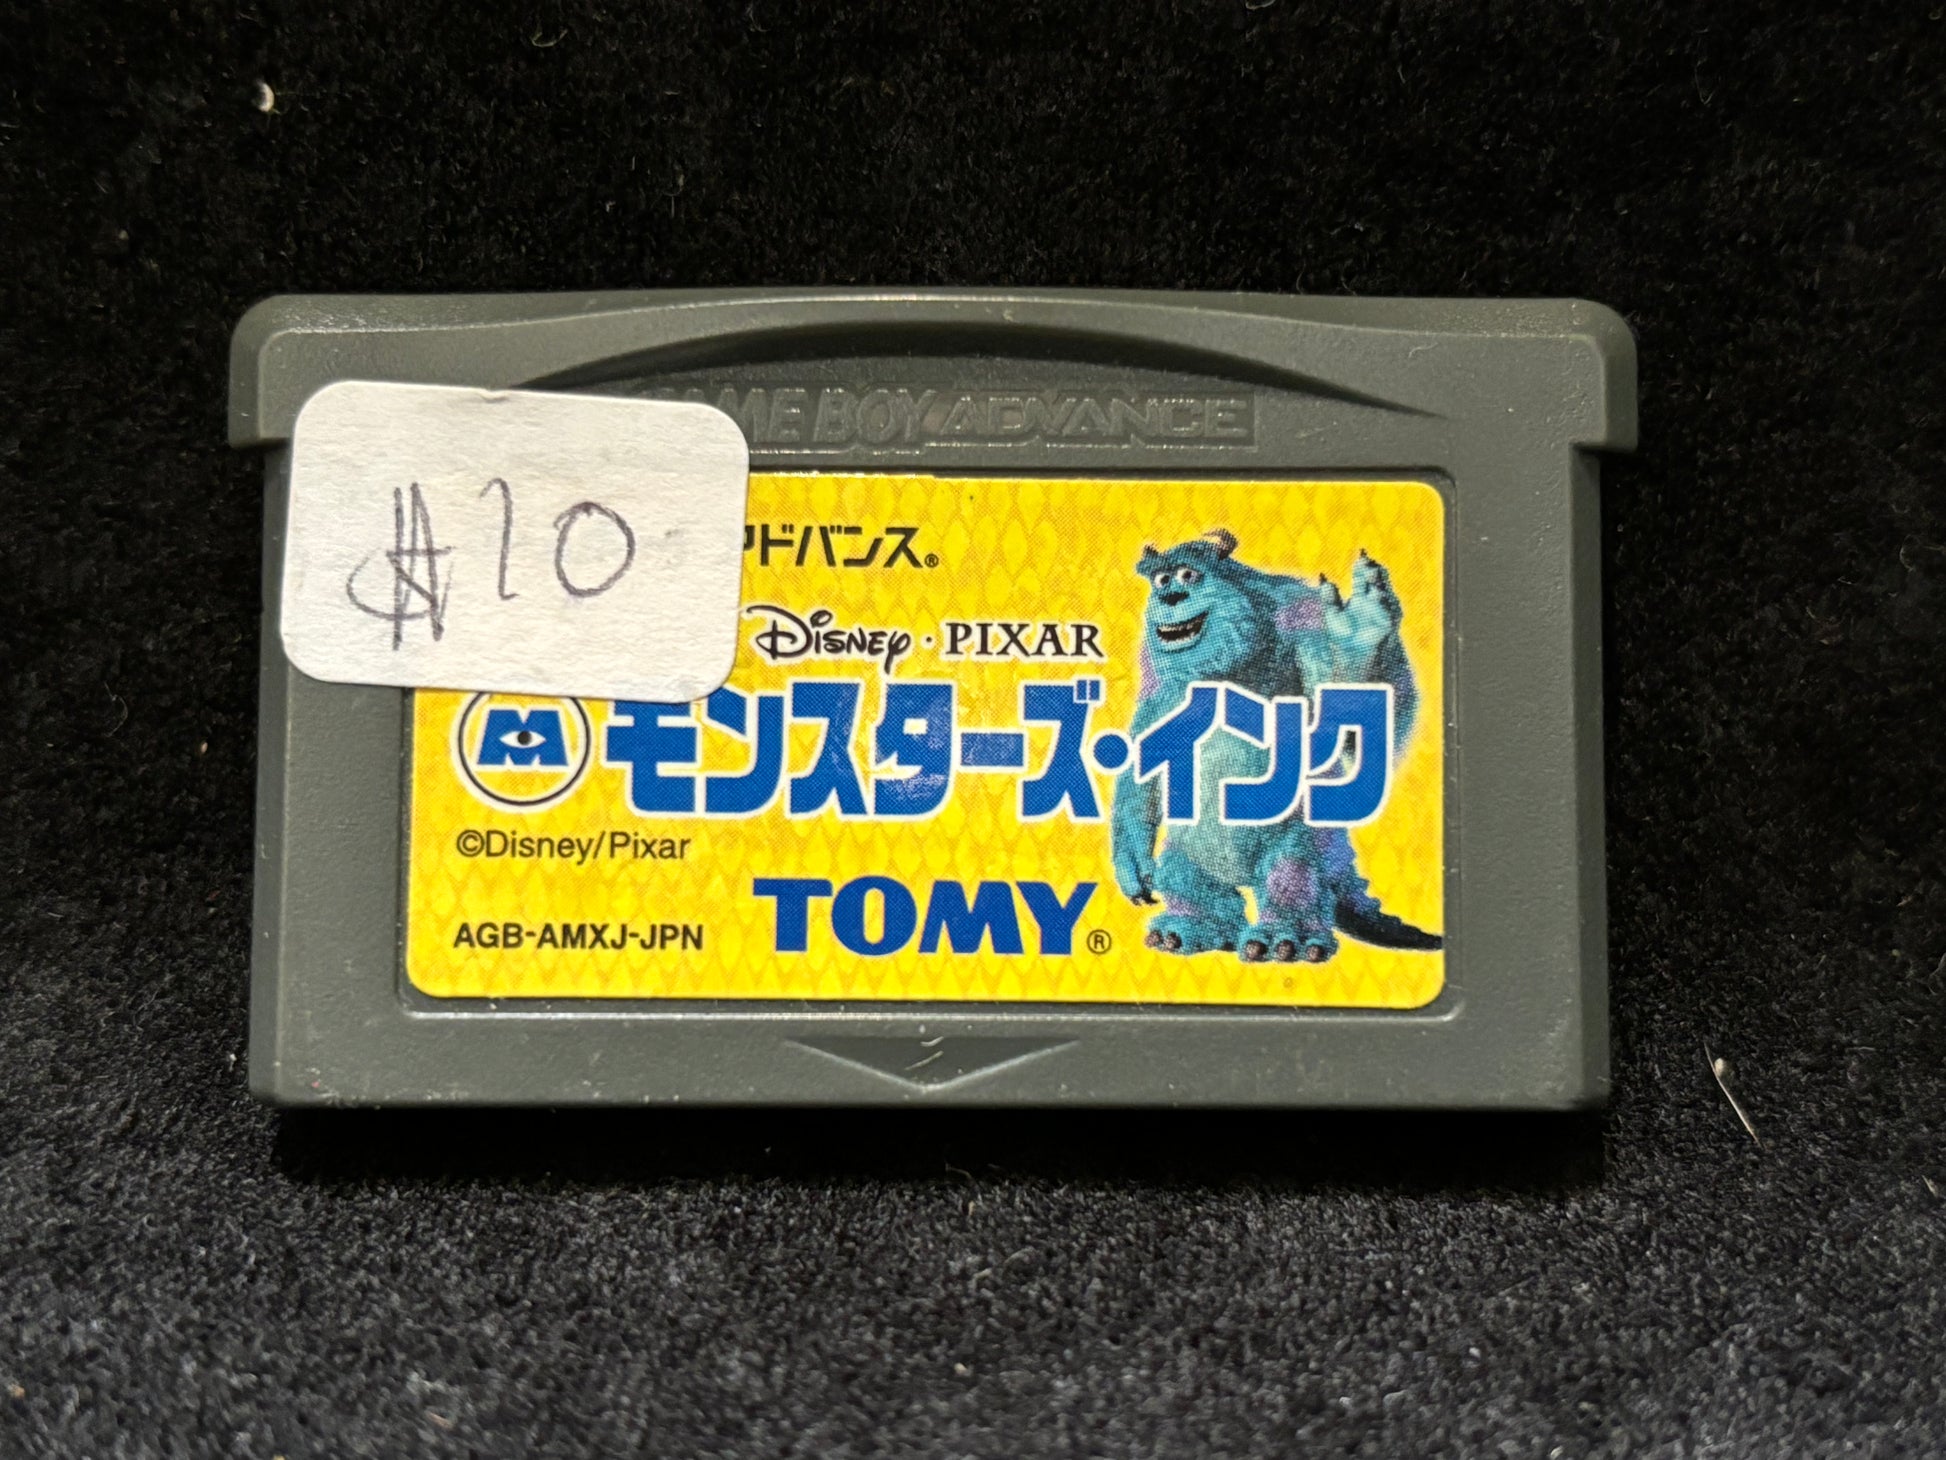 GAME BOY ADVANCE
$10
アドバンス®
Disney · PIXAR
M モンスターズ・インク
©Disney/Pixar
TOMY®
AGB-AMXJ-JPN